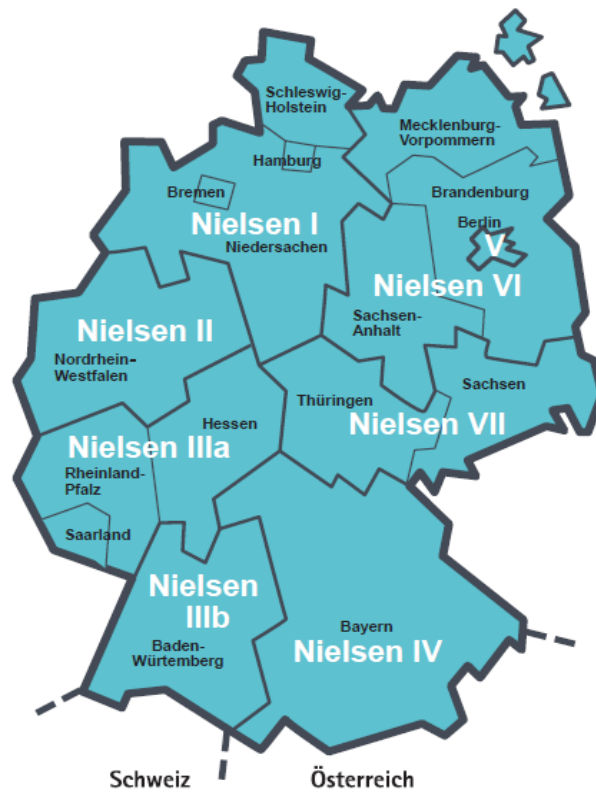 Schleswig-
Holstein
Mecklenburg-
Vorpommern
Hamburg
Bremen
Brandenburg
Berlin
Nielsen I
V
Niedersachen
Nielsen VI
Sachsen-
Anhalt
Nielsen II
Nordrhein-
Westfalen
Sachsen
Thüringen
Hessen
Nielsen VII
Nielsen IIIa
Rheinland-
Pfalz
Saarland
Nielsen
IIIb
Bayern
Nielsen IV
Baden-
Würtemberg
Schweiz
Österreich